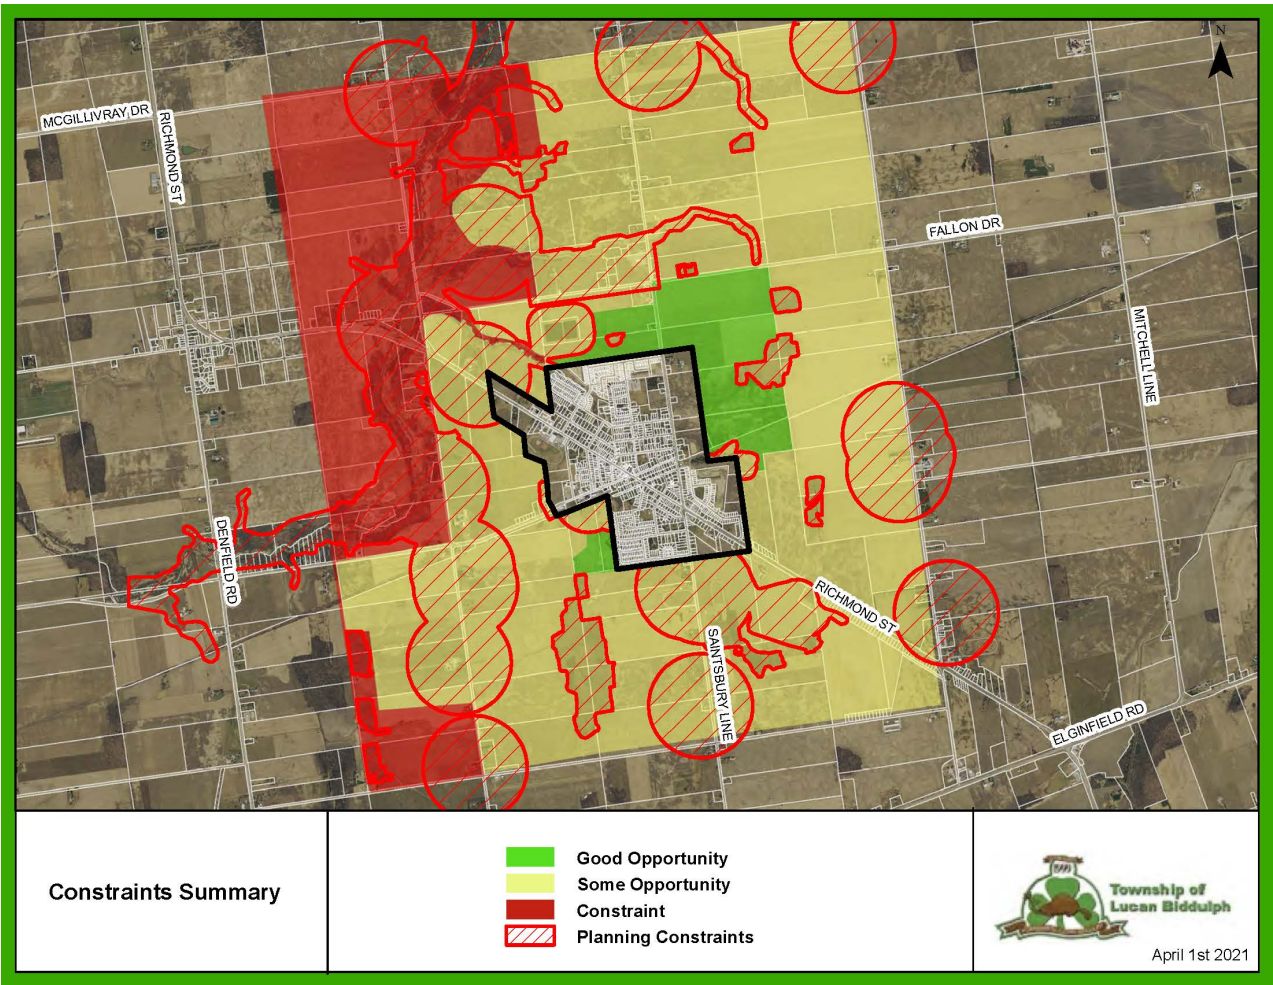 N
MCGILLIVRAY DR
RICHMOND ST
FALLON DR
MITCHELL LINE
DENFIELD RD
RICHMOND ST
SAINTSBURY LINE
ELGINFIELD RD
Constraints Summary
Good Opportunity
Some Opportunity
Constraint
Planning Constraints
Township of
Lucan Biddulph
April 1st 2021